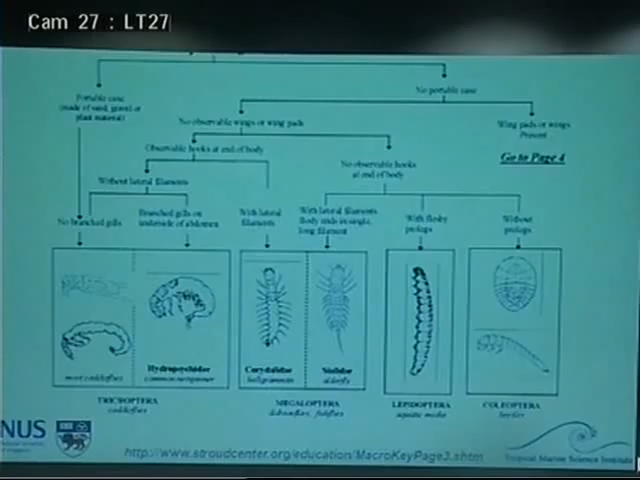 Cam 27 : LT27
Portable case
(made of sand, gravel or
plant material)
No portable case
No observable wings or wing pads
Wing pads or wings
Present
Go to Page 4
Observable hooks at end of body
No observable hooks
at end of body
Without lateral filaments
No branched gills
Branched gills on
underside of abdomen
With lateral
filaments
With lateral filaments
Body ends in single,
long filament
With fleshy
prolegs
Without
prolegs
most caddisflies
Hydropsychidae
common netspinner
Corydalidae
hellgrammite
Sialidae
alderfly
TRICHOPTERA
caddisflies
MEGALOPTERA
dobsonflies, fishflies
LEPIDOPTERA
aquatic moths
COLEOPTERA
beetles
NUS
http://www.stroudcenter.org/education/MacroKeyPage3.shtm
Tropical Marine Science Institute